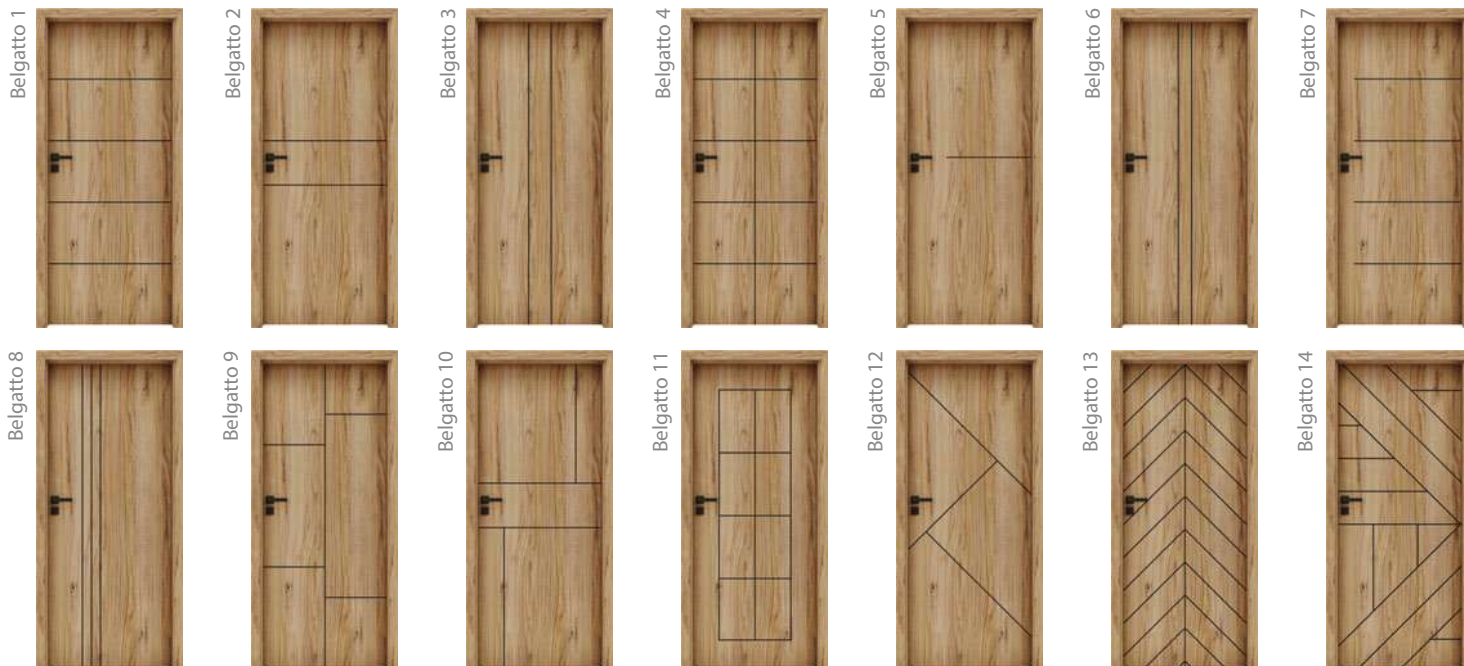 Belgatto 1
Belgatto 2
Belgatto 3
Belgatto 4
Belgatto 5
Belgatto 6
Belgatto 7
Belgatto 8
Belgatto 9
Belgatto 10
Belgatto 11
Belgatto 12
Belgatto 13
Belgatto 14